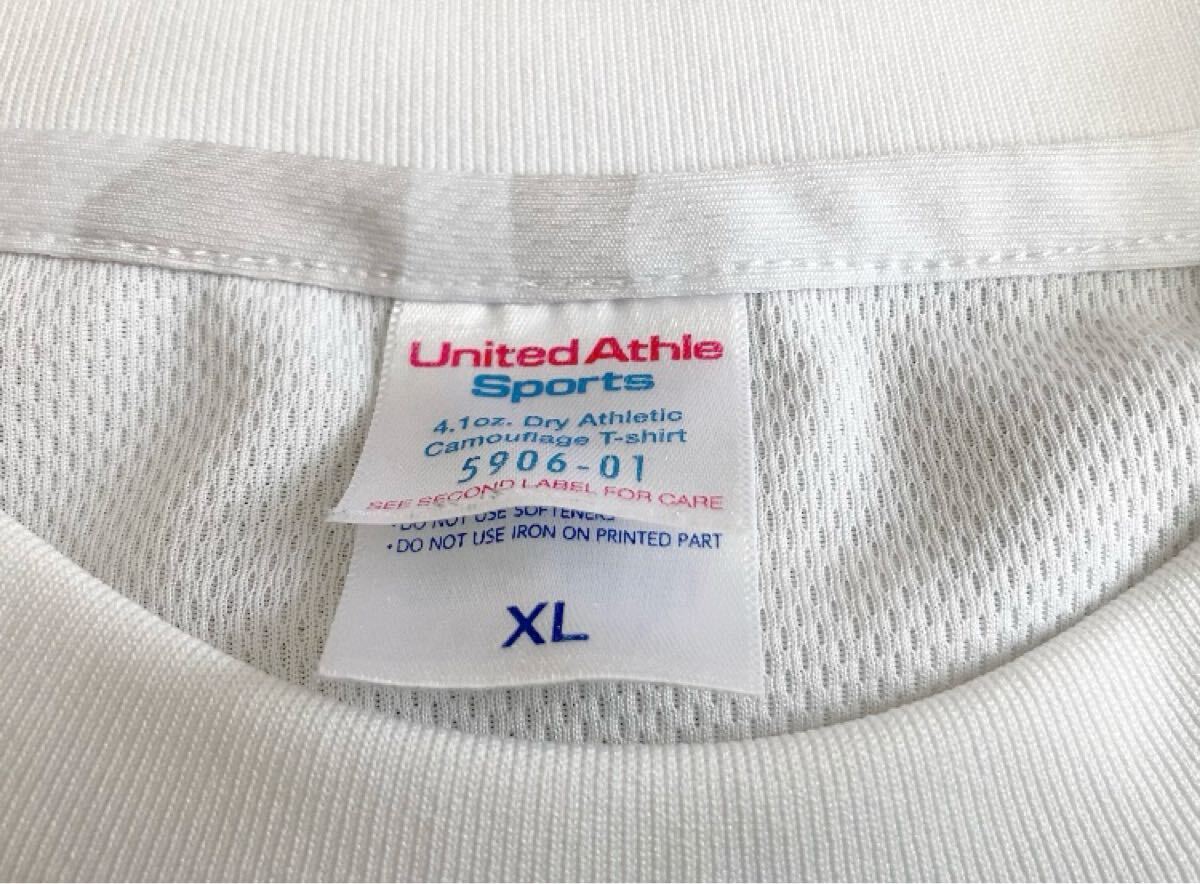 United Athle
Sports
4.1oz. Dry Athletic
Camouflage T-shirt
5906-01
SEE SECOND LABEL FOR CARE
•DO NOT USE SOFTENERS
•DO NOT USE IRON ON PRINTED PART
XL